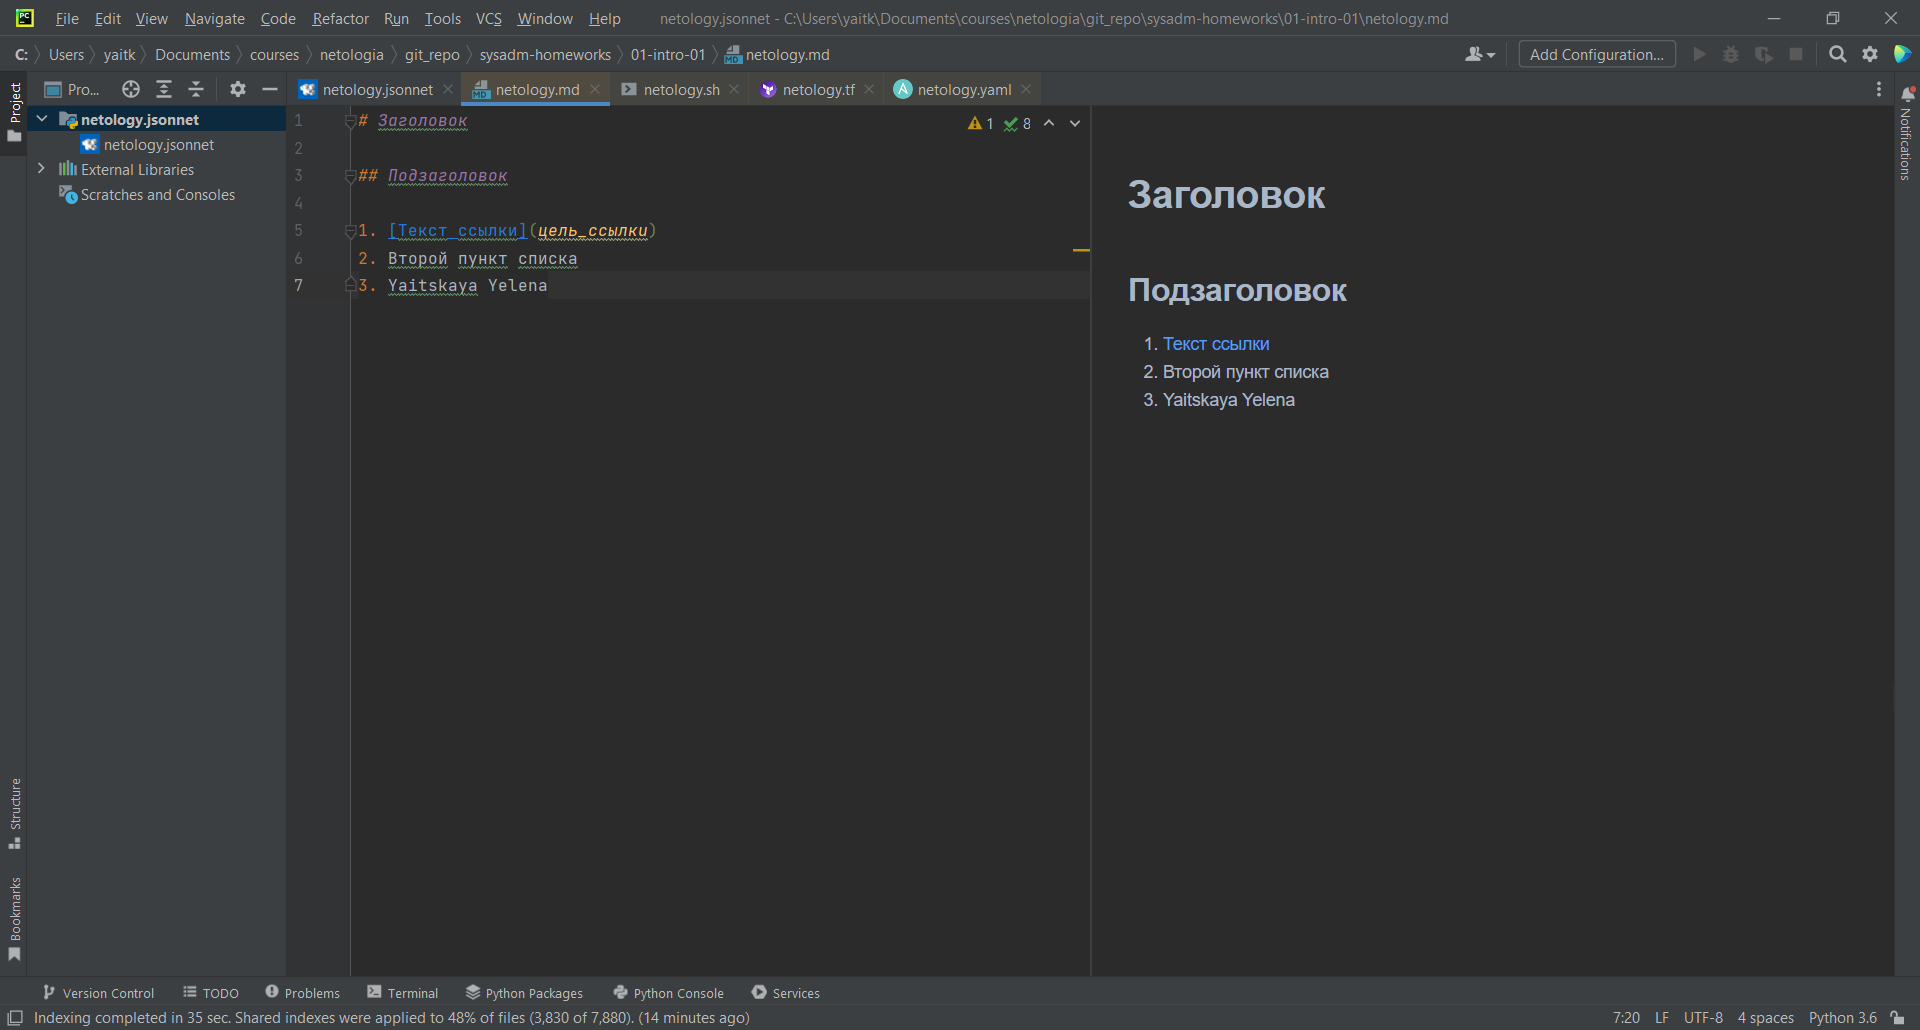 PC
File Edit View Navigate Code Refactor Run Tools VCS Window Help netology.jsonnet - C:\Users\yaitk\Documents\courses\netologia\git_repo\sysadm-homeworks\01-intro-01\netology.md
C: Users yaitk Documents courses netologia git_repo sysadm-homeworks 01-intro-01 MD netology.md Add Configuration...
Project
Pro... netology.jsonnet MD netology.md netology.sh netology.tf A netology.yaml
Notifications
netology.jsonnet
netology.jsonnet
External Libraries
Scratches and Consoles
1 # Заголовок
2
3 ## Подзаголовок
4
5 1. [Текст ссылки](цель_ссылки)
6 2. Второй пункт списка
7 3. Yaitskaya Yelena
1 8
Заголовок
Подзаголовок
1. Текст ссылки
2. Второй пункт списка
3. Yaitskaya Yelena
Structure
Bookmarks
Version Control TODO Problems Terminal Python Packages Python Console Services
Indexing completed in 35 sec. Shared indexes were applied to 48% of files (3,830 of 7,880). (14 minutes ago) 7:20 LF UTF-8 4 spaces Python 3.6